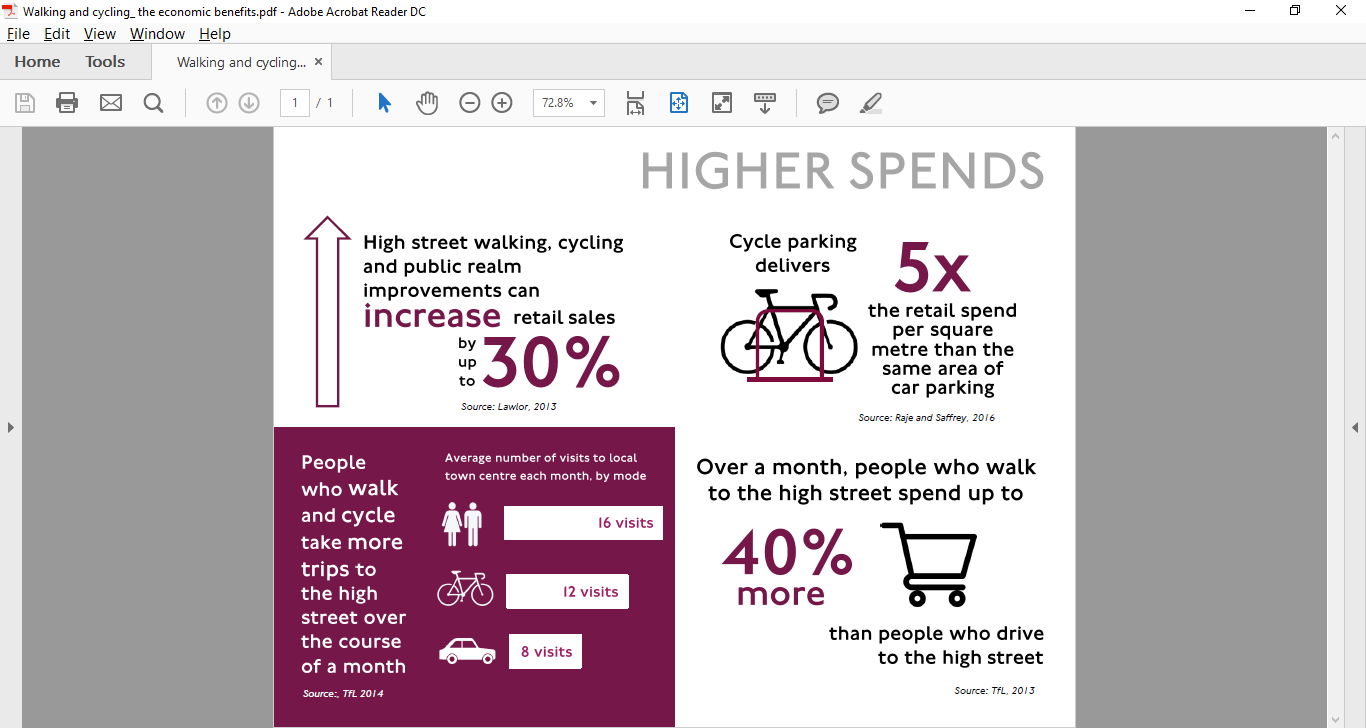 Walking and cycling_ the economic benefits.pdf - Adobe Acrobat Reader DC
File Edit View Window Help
Home Tools Walking and cycling... ×
1 / 1 72.8%
HIGHER SPENDS
High street walking, cycling
and public realm
improvements can
increase retail sales
by
up
to
30%
Source: Lawlor, 2013
Cycle parking
delivers
5x
the retail spend
per square
metre than the
same area of
car parking
Source: Raje and Saffrey, 2016
People
who walk
and cycle
take more
trips to
the high
street over
the course
of a month
Source:, TfL 2014
Average number of visits to local
town centre each month, by mode
16 visits
12 visits
8 visits
Over a month, people who walk
to the high street spend up to
40%
more
than people who drive
to the high street
Source: TfL, 2013